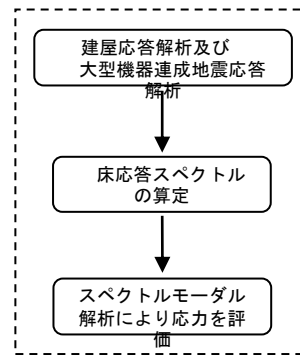 建屋応答解析及び
大型機器連成地震応答
解析
床応答スペクトル
の算定
スペクトルモーダル
解析により応力を評
価